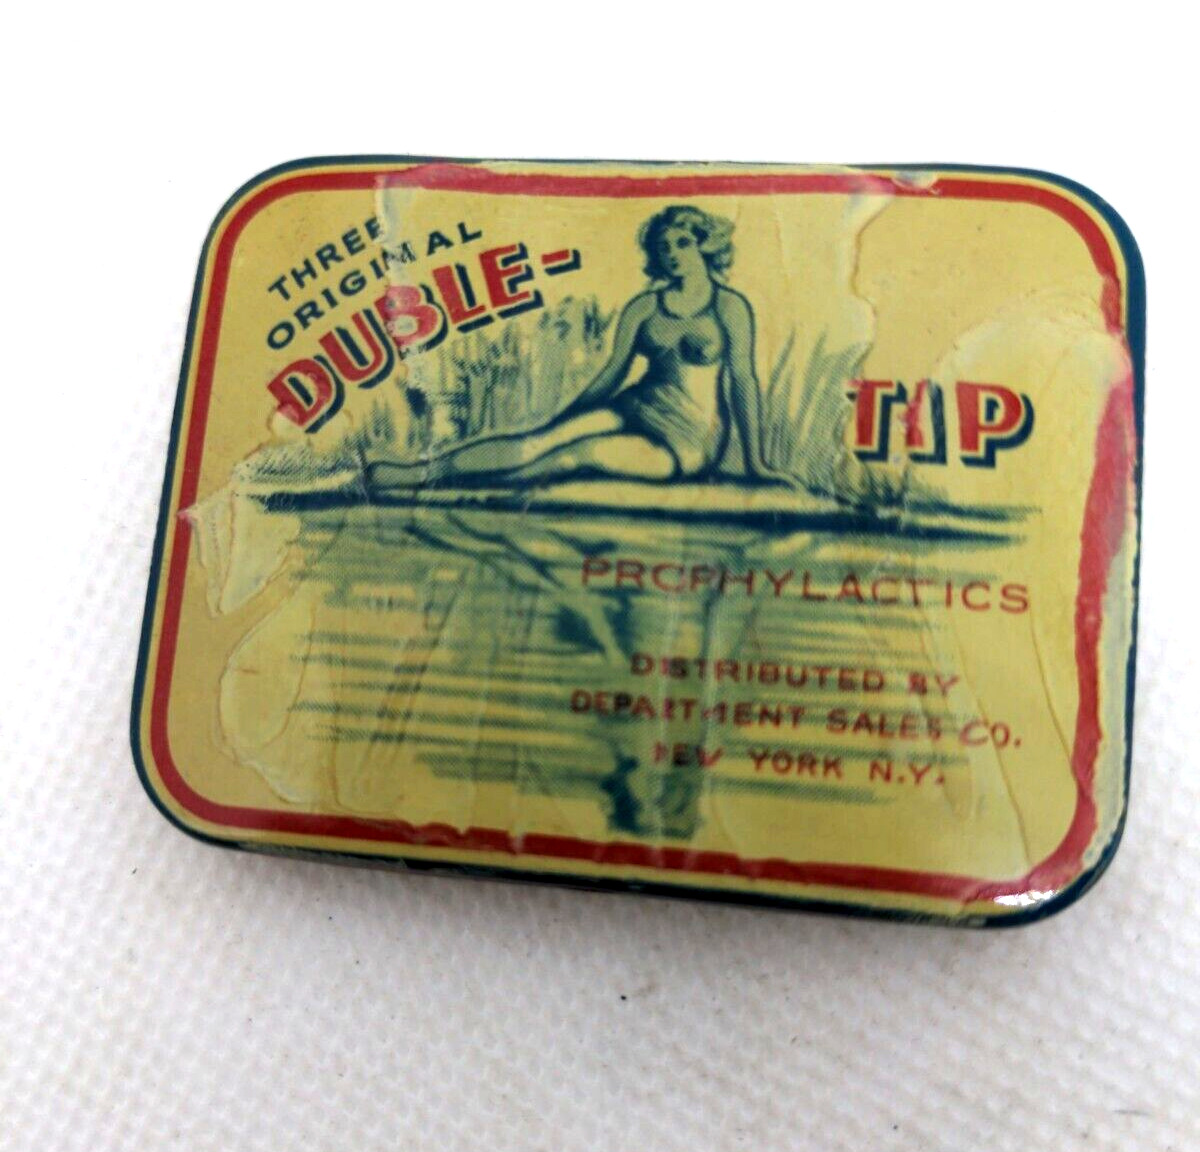 THREE
ORIGINAL
DUBLE-
TIP
PROPHYLACTICS
DISTRIBUTED BY
DEPARTMENT SALES CO.
NEW YORK N.Y.